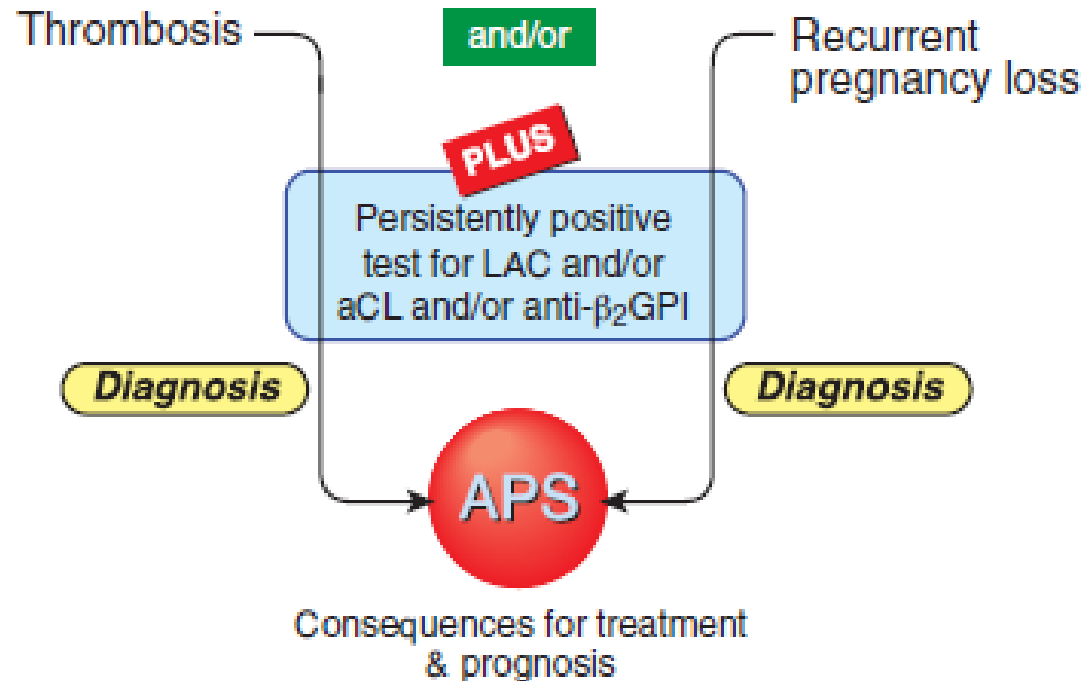 Thrombosis
and/or
Recurrent
pregnancy loss
PLUS
Persistently positive
test for LAC and/or
aCL and/or anti-β₂GPI
Diagnosis
Diagnosis
APS
Consequences for treatment
& prognosis